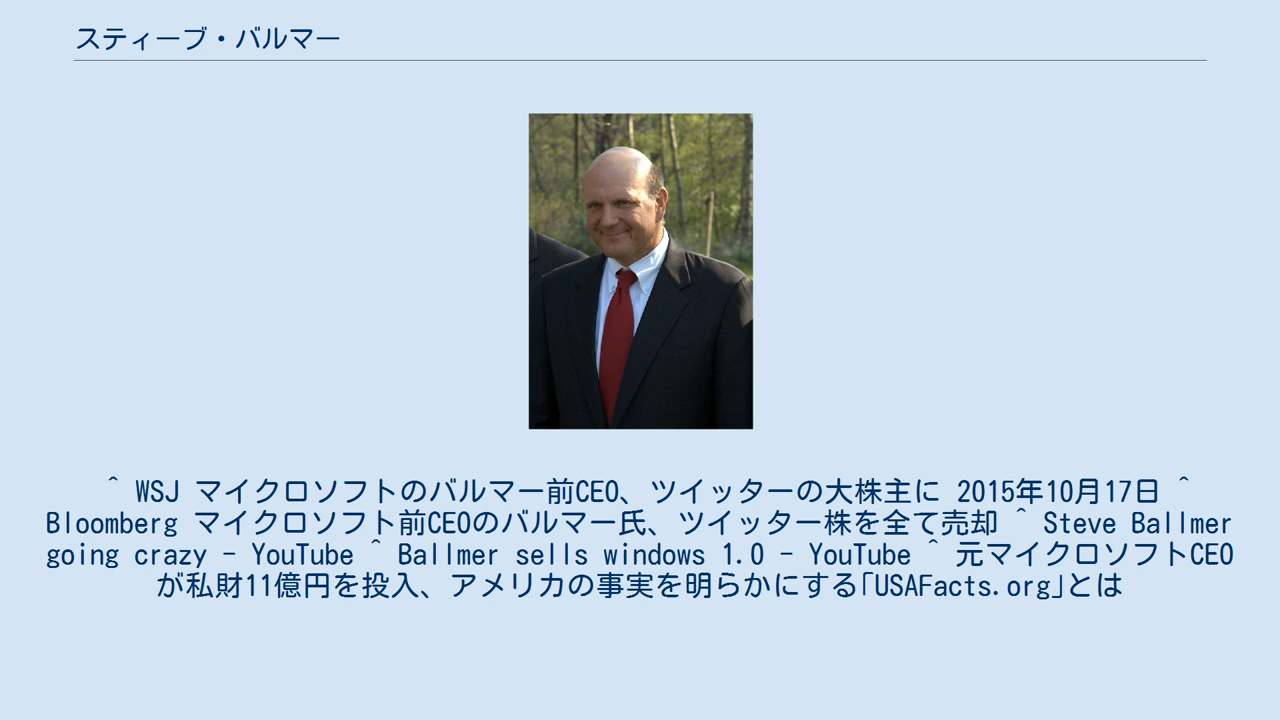 スティーブ・バルマー
^ WSJ マイクロソフトのバルマー前CEO、ツイッターの大株主に 2015年10月17日 ^
Bloomberg マイクロソフト前CEOのバルマー氏、ツイッター株を全て売却 ^ Steve Ballmer
going crazy - YouTube ^ Ballmer sells windows 1.0 - YouTube ^ 元マイクロソフトCEO
が私財11億円を投入、アメリカの事実を明らかにする｢USAFacts.org｣とは